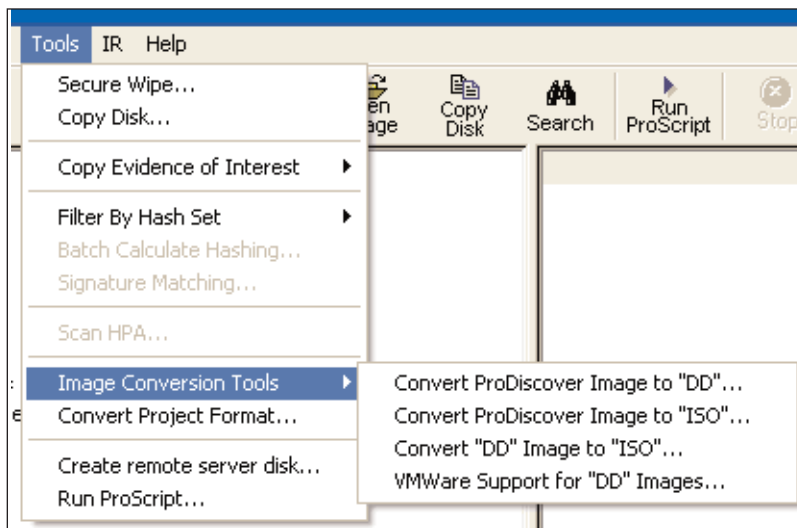 Tools IR Help
Secure Wipe...
Copy Disk...
Copy Evidence of Interest
Filter By Hash Set
Batch Calculate Hashing...
Signature Matching...
Scan HPA...
Image Conversion Tools
Convert Project Format...
Create remote server disk...
Run ProScript...
Copy
Disk
Search
Run
ProScript
Stop
Convert ProDiscover Image to "DD"...
Convert ProDiscover Image to "ISO"...
Convert "DD" Image to "ISO"...
VMWare Support for "DD" Images...